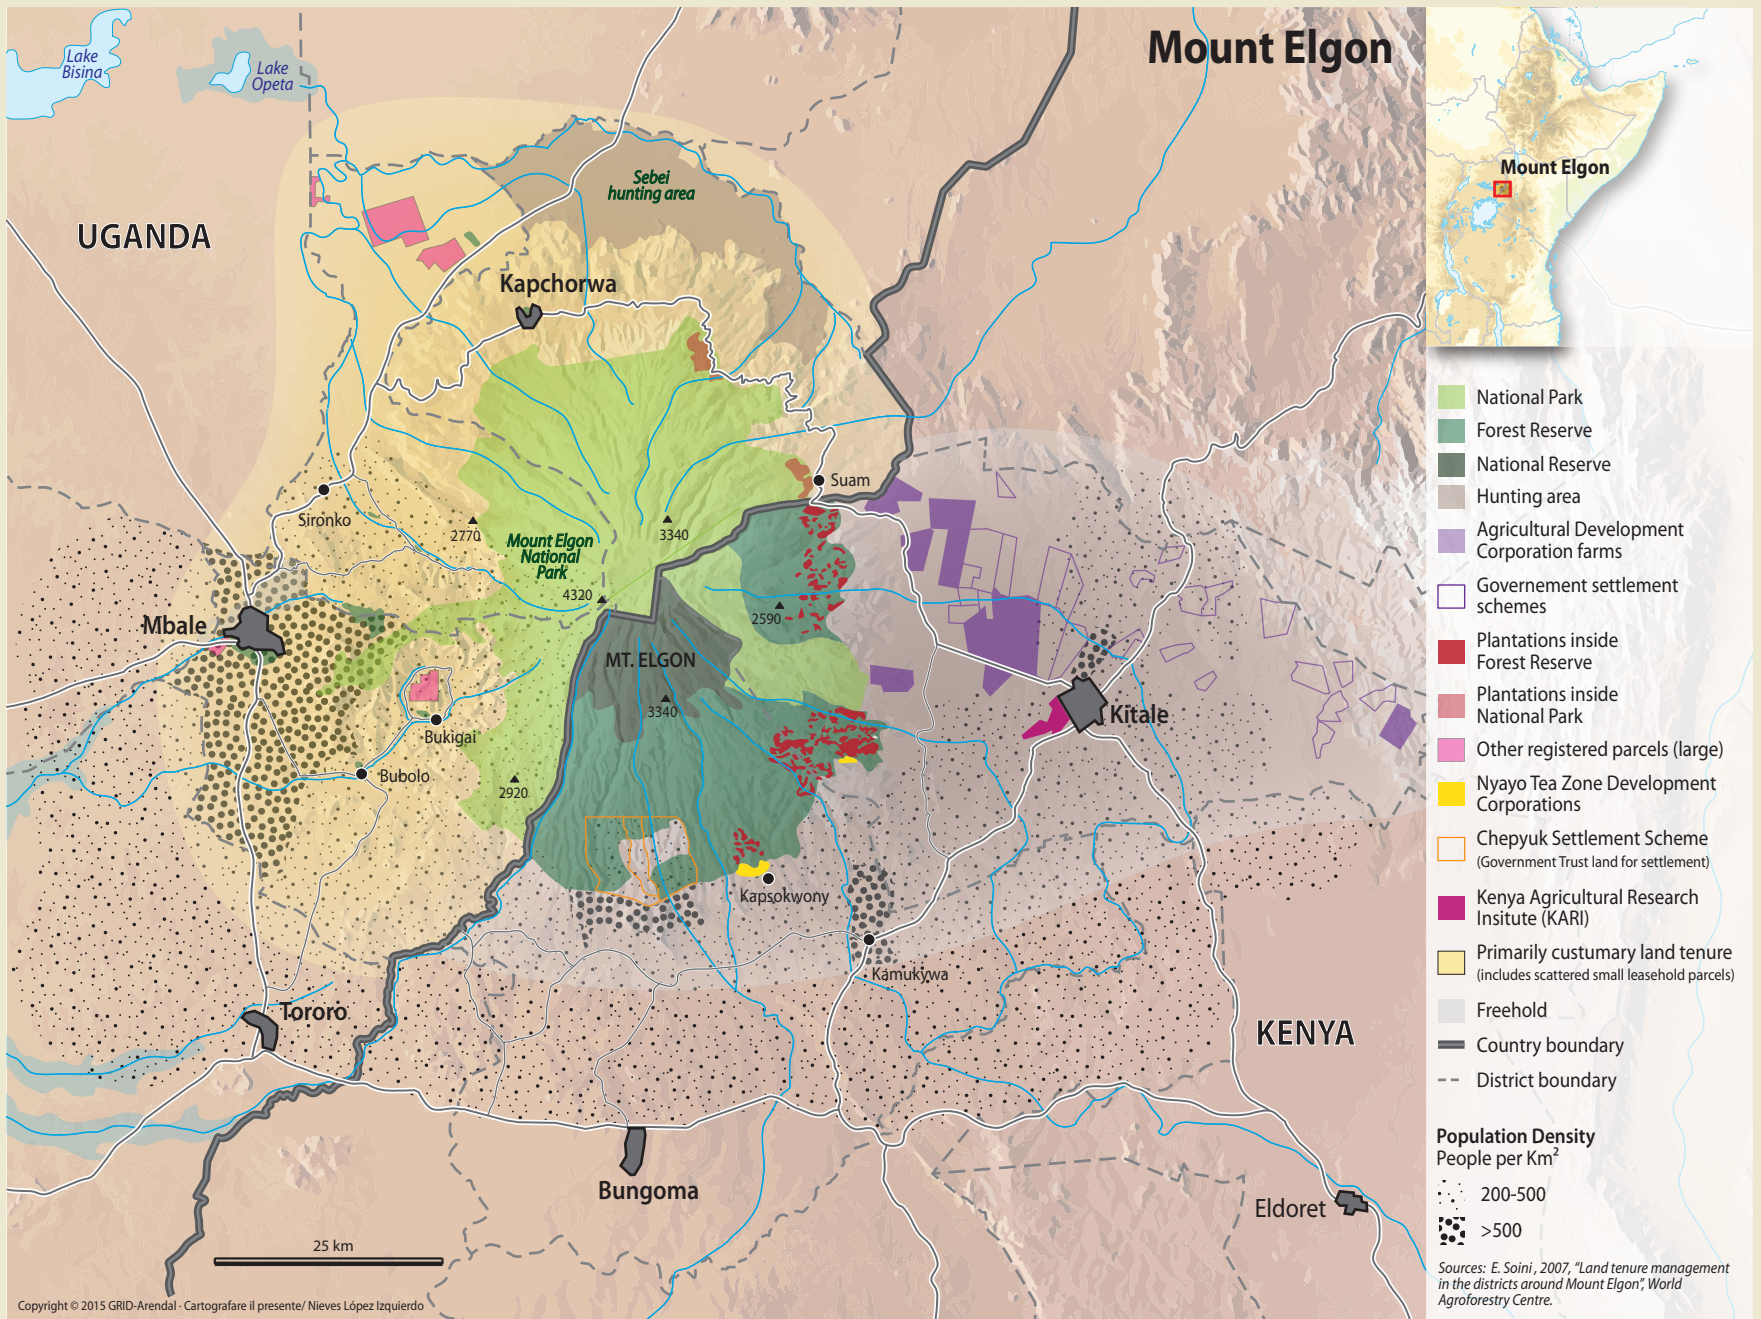 Mount Elgon
Lake
Bisina
Lake
Opeta
UGANDA
Sebei
hunting area
Kapchorwa
Suam
Sironko
2770
Mount Elgon
National
Park
3340
4320
2590
Mbale
MT. ELGON
3340
Kitale
Bukigai
Bubolo
2920
Kapsokwony
Kamukywa
Tororo
KENYA
Bungoma
Eldoret
25 km
Copyright © 2015 GRID-Arendal · Cartografare il presente/ Nieves López Izquierdo
Mount Elgon
National Park
Forest Reserve
National Reserve
Hunting area
Agricultural Development
Corporation farms
Governement settlement
schemes
Plantations inside
Forest Reserve
Plantations inside
National Park
Other registered parcels (large)
Nyayo Tea Zone Development
Corporations
Chepyuk Settlement Scheme
(Government Trust land for settlement)
Kenya Agricultural Research
Insitute (KARI)
Primarily custumary land tenure
(includes scattered small leasehold parcels)
Freehold
Country boundary
District boundary
Population Density
People per Km²
200-500
>500
Sources: E. Soini, 2007, “Land tenure management
in the districts around Mount Elgon”, World
Agroforestry Centre.